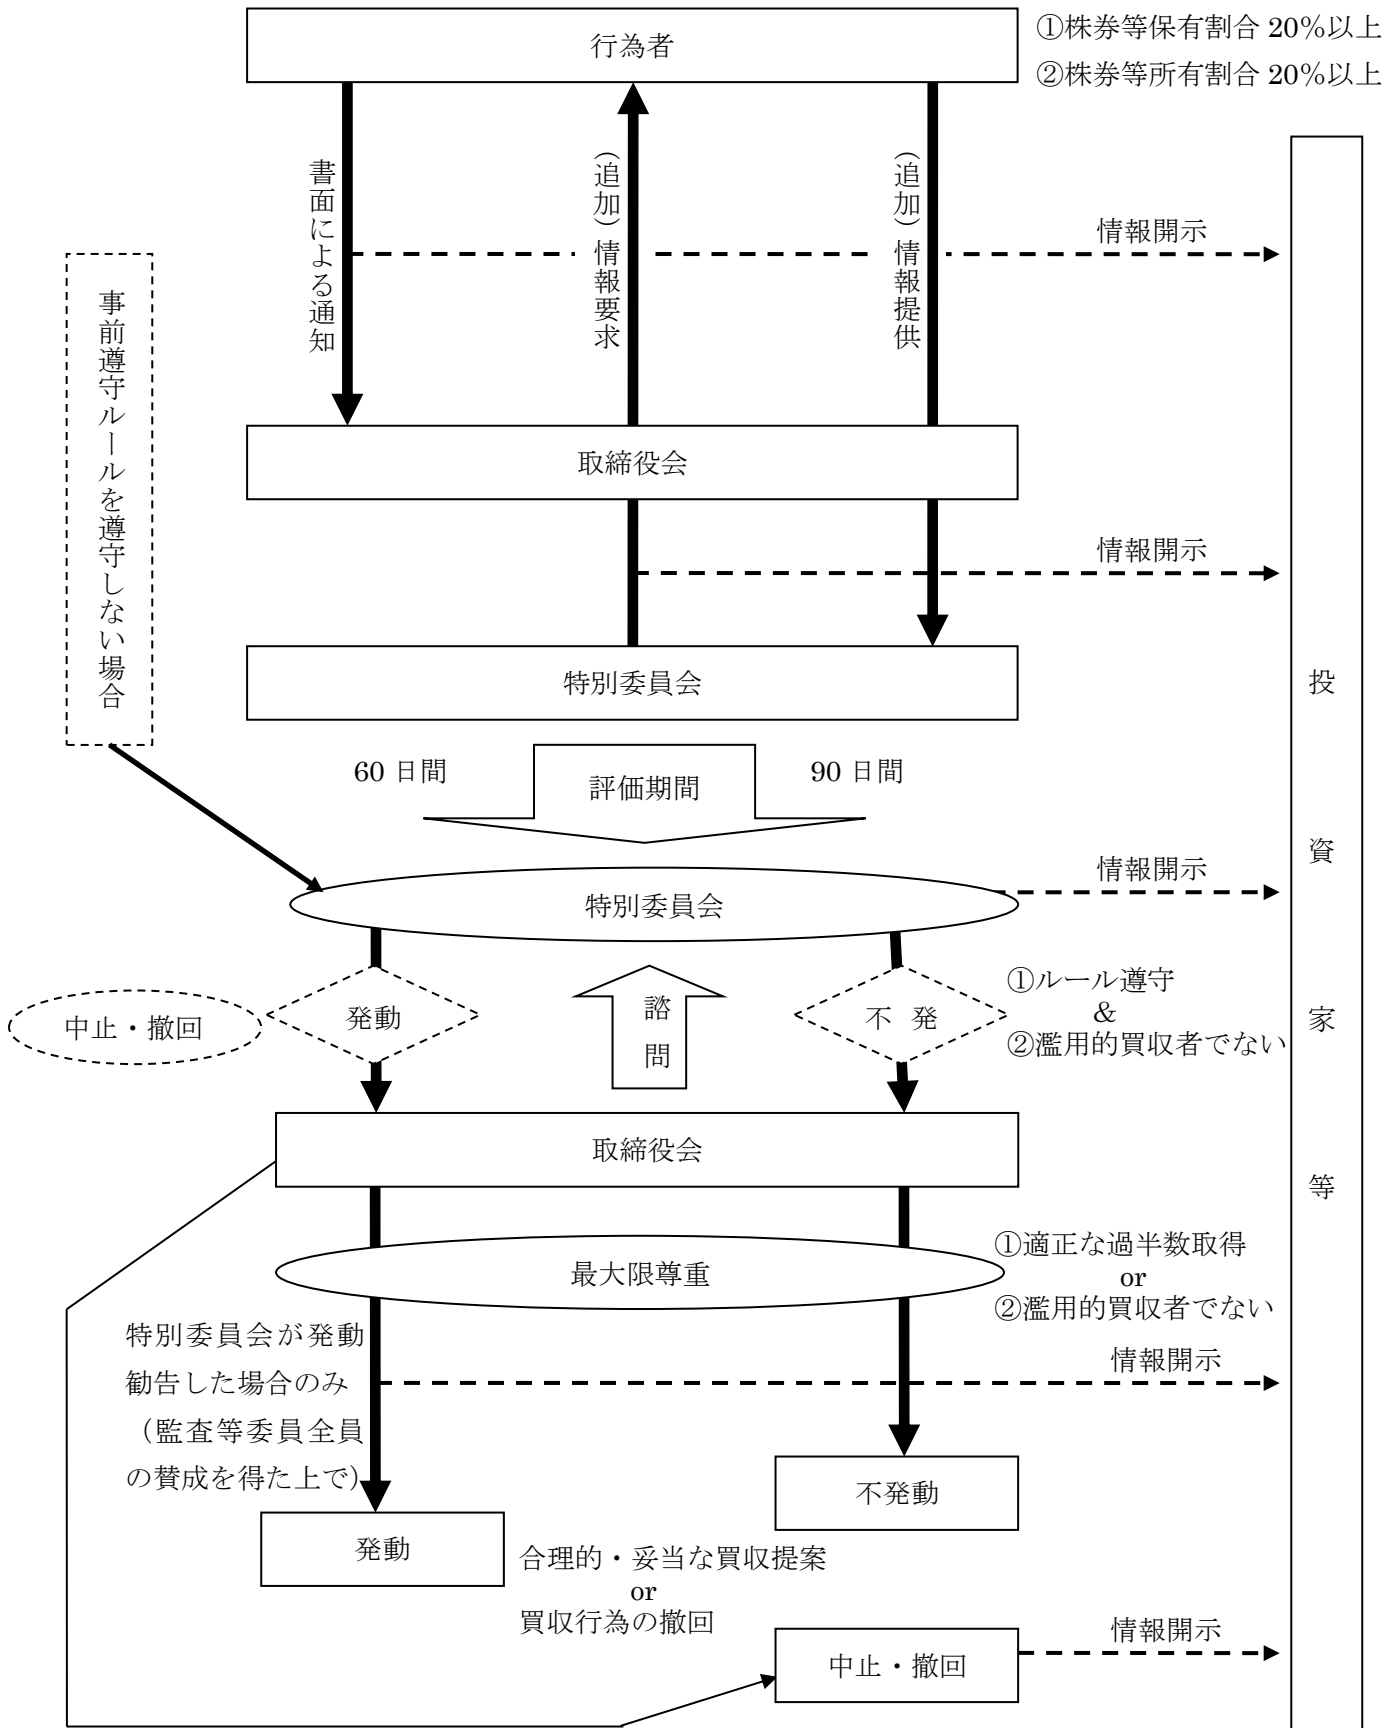 行為者
①株券等保有割合 20%以上
②株券等所有割合 20%以上
書面による通知
（追加）情報要求
（追加）情報提供
情報開示
事前遵守ルールを遵守しない場合
取締役会
情報開示
特別委員会
投資家等
60 日間
評価期間
90 日間
特別委員会
情報開示
中止・撤回
発動
諮問
不 発
①ルール遵守
&
②濫用的買収者でない
取締役会
最大限尊重
①適正な過半数取得
or
②濫用的買収者でない
特別委員会が発動
勧告した場合のみ
（監査等委員全員
の賛成を得た上で）
情報開示
不発動
発動
合理的・妥当な買収提案
or
買収行為の撤回
中止・撤回
情報開示